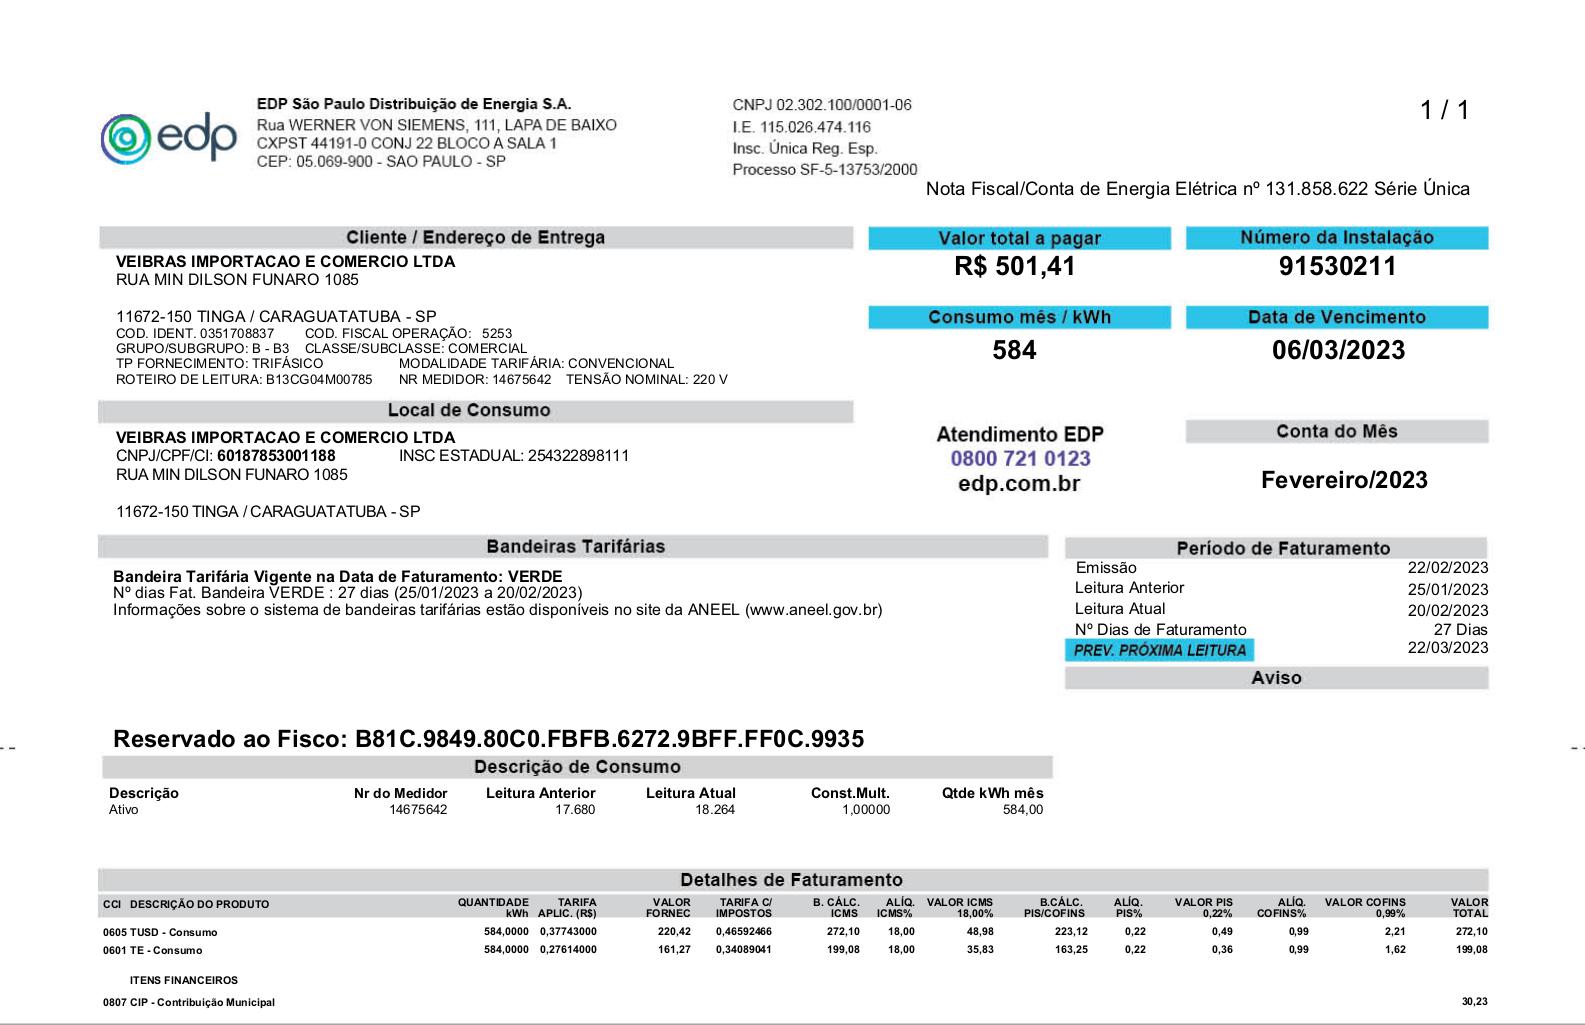 edp
EDP São Paulo Distribuição de Energia S.A.
Rua WERNER VON SIEMENS, 111, LAPA DE BAIXO
CXPST 44191-0 CONJ 22 BLOCO A SALA 1
CEP: 05.069-900 - SAO PAULO - SP
CNPJ 02.302.100/0001-06
I.E. 115.026.474.116
Insc. Única Reg. Esp.
Processo SF-5-13753/2000
1 / 1
Nota Fiscal/Conta de Energia Elétrica nº 131.858.622 Série Única
Cliente / Endereço de Entrega
VEIBRAS IMPORTACAO E COMERCIO LTDA
RUA MIN DILSON FUNARO 1085
11672-150 TINGA / CARAGUATATUBA - SP
COD. IDENT. 0351708837 COD. FISCAL OPERAÇÃO: 5253
GRUPO/SUBGRUPO: B - B3 CLASSE/SUBCLASSE: COMERCIAL
TP FORNECIMENTO: TRIFÁSICO MODALIDADE TARIFÁRIA: CONVENCIONAL
ROTEIRO DE LEITURA: B13CG04M00785 NR MEDIDOR: 14675642 TENSÃO NOMINAL: 220 V
Valor total a pagar
R$ 501,41
Número da Instalação
91530211
Consumo mês / kWh
584
Data de Vencimento
06/03/2023
Local de Consumo
VEIBRAS IMPORTACAO E COMERCIO LTDA
CNPJ/CPF/CI: 60187853001188 INSC ESTADUAL: 254322898111
RUA MIN DILSON FUNARO 1085
11672-150 TINGA / CARAGUATATUBA - SP
Atendimento EDP
0800 721 0123
edp.com.br
Conta do Mês
Fevereiro/2023
Bandeiras Tarifárias
Bandeira Tarifária Vigente na Data de Faturamento: VERDE
Nº dias Fat. Bandeira VERDE : 27 dias (25/01/2023 a 20/02/2023)
Informações sobre o sistema de bandeiras tarifárias estão disponíveis no site da ANEEL (www.aneel.gov.br)
Período de Faturamento
Emissão 22/02/2023
Leitura Anterior 25/01/2023
Leitura Atual 20/02/2023
Nº Dias de Faturamento 27 Dias
PREV. PRÓXIMA LEITURA 22/03/2023
Aviso
Reservado ao Fisco: B81C.9849.80C0.FBFB.6272.9BFF.FF0C.9935
Descrição de Consumo
Descrição Nr do Medidor Leitura Anterior Leitura Atual Const.Mult. Qtde kWh mês
Ativo 14675642 17.680 18.264 1,00000 584,00
Detalhes de Faturamento
CCI DESCRIÇÃO DO PRODUTO QUANTIDADE TARIFA VALOR TARIFA C/ B. CÁLC. ALÍQ. VALOR ICMS B.CÁLC. ALÍQ. VALOR PIS ALÍQ. VALOR COFINS VALOR
kWh APLIC. (R$) FORNEC IMPOSTOS ICMS ICMS% 18,00% PIS/COFINS PIS% 0,22% COFINS% 0,99% TOTAL
0605 TUSD - Consumo 584,0000 0,37743000 220,42 0,46592466 272,10 18,00 48,98 223,12 0,22 0,49 0,99 2,21 272,10
0601 TE - Consumo 584,0000 0,27614000 161,27 0,34089041 199,08 18,00 35,83 163,25 0,22 0,36 0,99 1,62 199,08
ITENS FINANCEIROS
0807 CIP - Contribuição Municipal 30,23